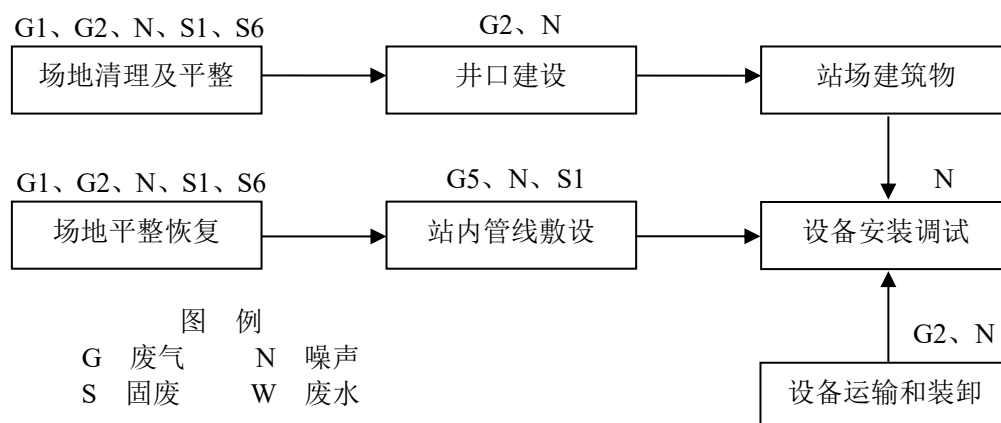 G1、G2、N、S1、S6
G2、N
场地清理及平整
井口建设
站场建筑物
G1、G2、N、S1、S6
G5、N、S1
N
场地平整恢复
站内管线敷设
设备安装调试
图 例
G 废气 N 噪声
S 固废 W 废水
G2、N
设备运输和装卸